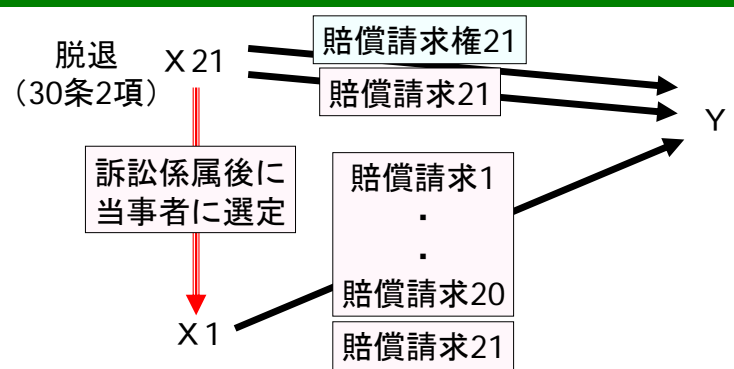 賠償請求権21
脱退
X21
(30条2項)
賠償請求21
Y
訴訟係属後に
当事者に選定
賠償請求1
・
・
賠償請求20
X1
賠償請求21